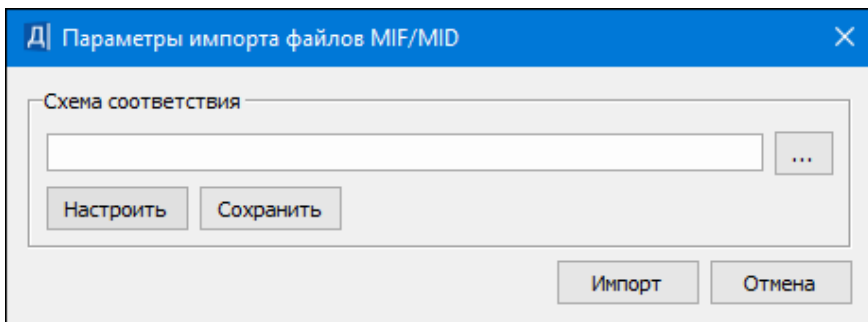 Д Параметры импорта файлов MIF/MID
Схема соответствия
...
Настроить Сохранить
Импорт Отмена